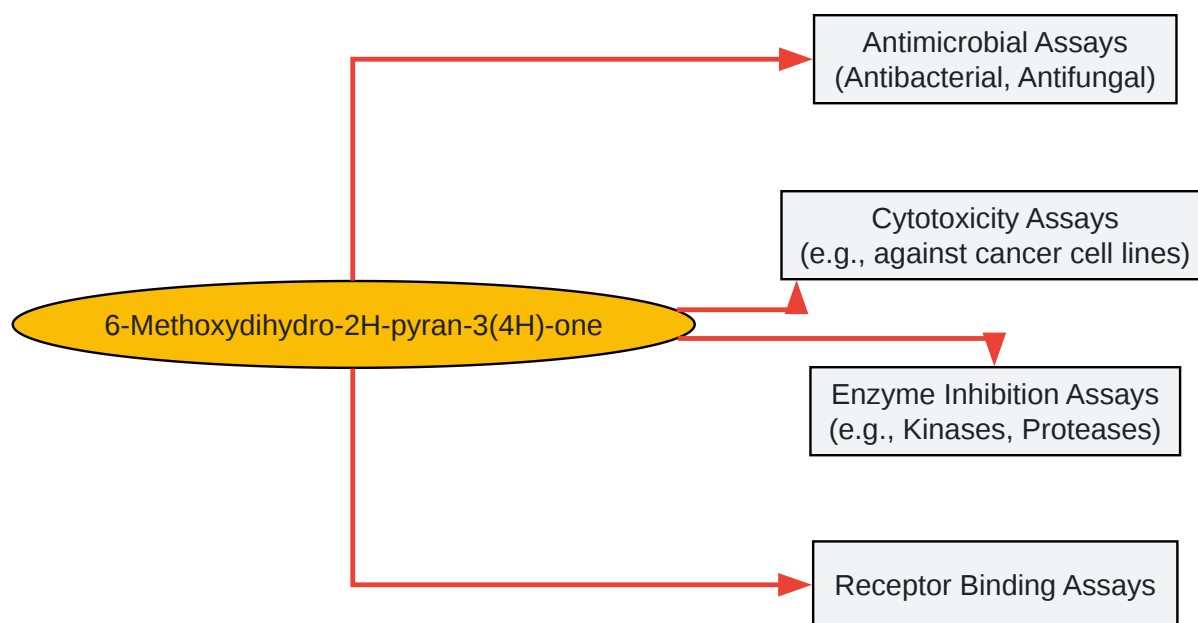 Antimicrobial Assays
(Antibacterial, Antifungal)
Cytotoxicity Assays
(e.g., against cancer cell lines)
6-Methoxydihydro-2H-pyran-3(4H)-one
Enzyme Inhibition Assays
(e.g., Kinases, Proteases)
Receptor Binding Assays